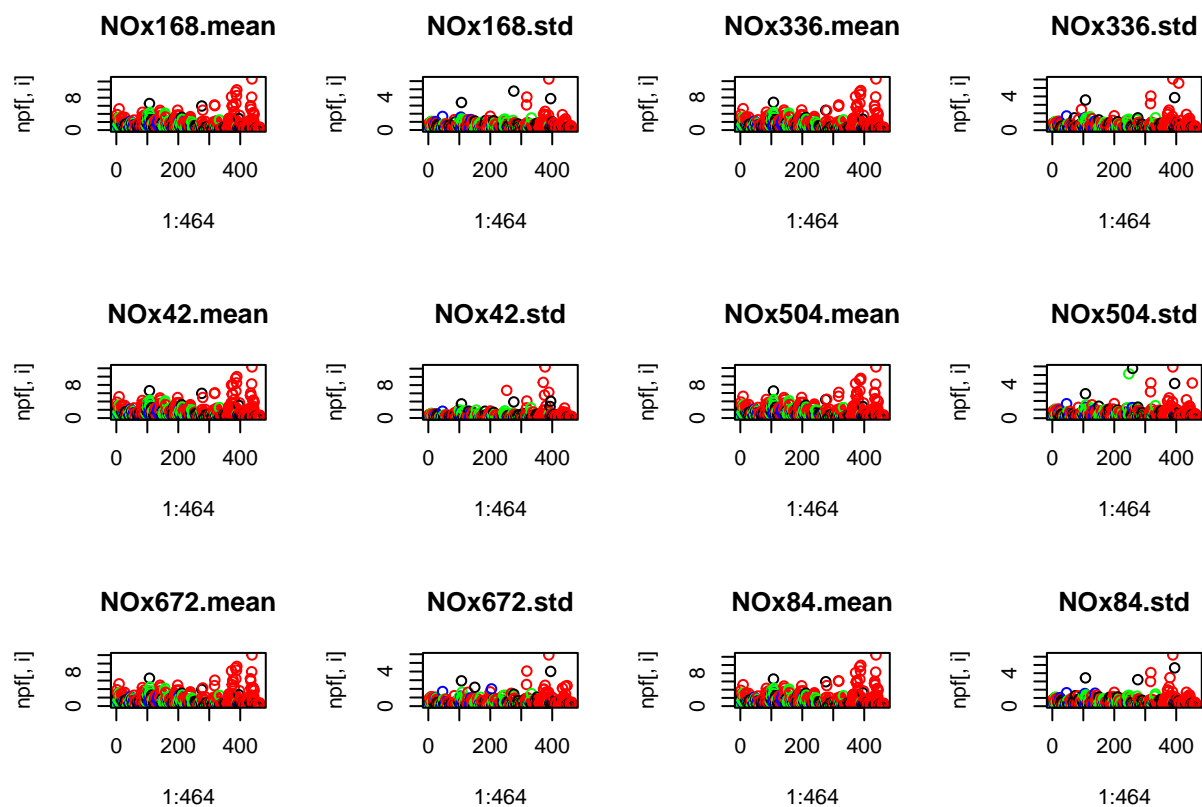 NOx168.mean NOx168.std NOx336.mean NOx336.std
npf[, i] 0 8 npf[, i] 0 4 npf[, i] 0 8 npf[, i] 0 4
0 200 400 0 200 400 0 200 400 0 200 400
1:464 1:464 1:464 1:464
NOx42.mean NOx42.std NOx504.mean NOx504.std
npf[, i] 0 8 npf[, i] 0 4 8 npf[, i] 0 8 npf[, i] 0 4
0 200 400 0 200 400 0 200 400 0 200 400
1:464 1:464 1:464 1:464
NOx672.mean NOx672.std NOx84.mean NOx84.std
npf[, i] 0 8 npf[, i] 0 4 npf[, i] 0 8 npf[, i] 0 4
0 200 400 0 200 400 0 200 400 0 200 400
1:464 1:464 1:464 1:464